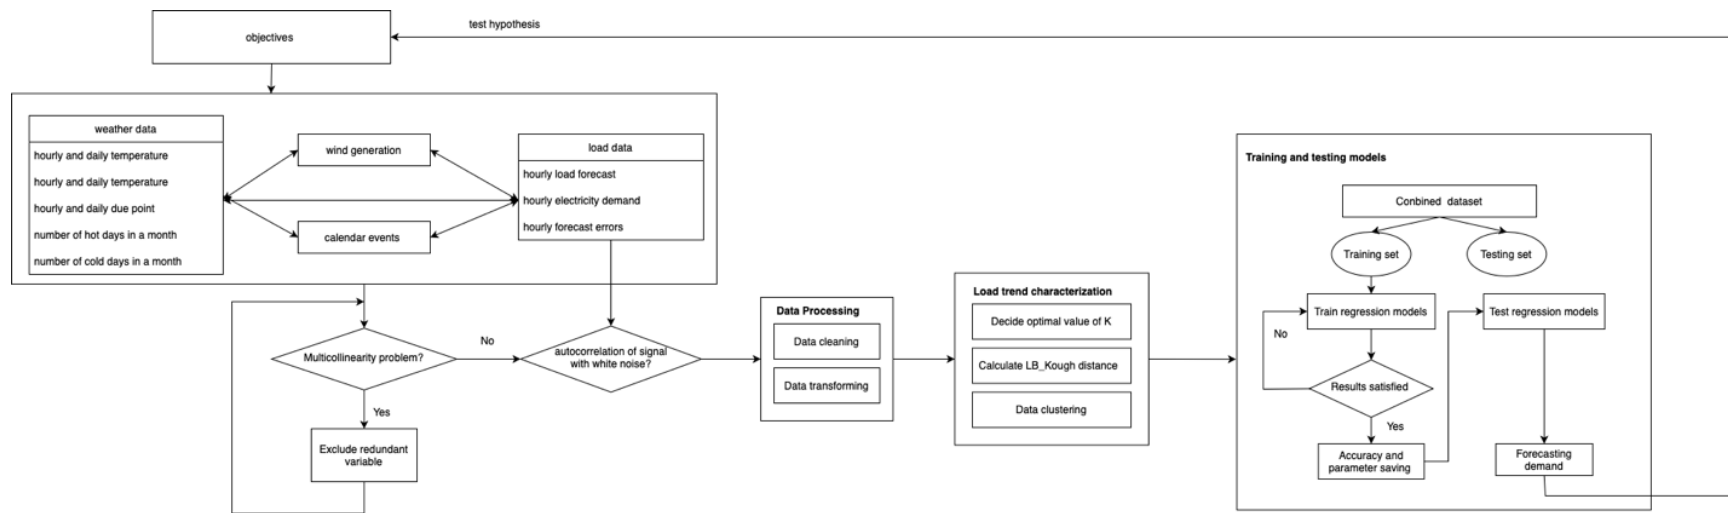 objectives
test hypothesis
weather data
hourly and daily temperature
hourly and daily temperature
hourly and daily due point
number of hot days in a month
number of cold days in a month
wind generation
calendar events
load data
hourly load forecast
hourly electricity demand
hourly forecast errors
Multicollinearity problem?
No
Yes
Exclude redundant
variable
autocorrelation of signal
with white noise?
Data Processing
Data cleaning
Data transforming
Load trend characterization
Decide optimal value of K
Calculate LB_Kough distance
Data clustering
Training and testing models
Conbined dataset
Training set
Testing set
Train regression models
Test regression models
No
Results satisfied
Yes
Accuracy and
parameter saving
Forecasting
demand